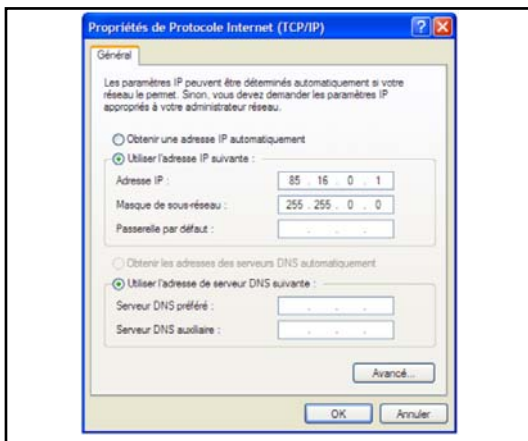 Propriétés de Protocole Internet (TCP/IP)
Général
Les paramètres IP peuvent être déterminés automatiquement si votre
réseau le permet. Sinon, vous devez demander les paramètres IP
appropriés à votre administrateur réseau.
Obtenir une adresse IP automatiquement
Utiliser l'adresse IP suivante :
Adresse IP : 85 . 16 . 0 . 1
Masque de sous-réseau : 255 . 255 . 0 . 0
Passerelle par défaut : . . .
Obtenir les adresses des serveurs DNS automatiquement
Utiliser l'adresse de serveur DNS suivante :
Serveur DNS préféré : . . .
Serveur DNS auxiliaire : . . .
Avancé...
OK Annuler